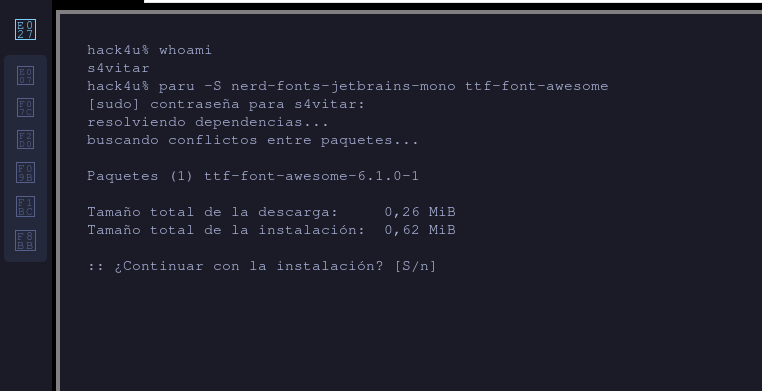 E0
27
E0
07
F0
7C
F2
D0
F0
9B
F1
BC
F8
BB
hack4u% whoami
s4vitar
hack4u% paru -S nerd-fonts-jetbrains-mono ttf-font-awesome
[sudo] contraseña para s4vitar:
resolviendo dependencias...
buscando conflictos entre paquetes...
Paquetes (1) ttf-font-awesome-6.1.0-1
Tamaño total de la descarga:     0,26 MiB
Tamaño total de la instalación:  0,62 MiB
:: ¿Continuar con la instalación? [S/n]